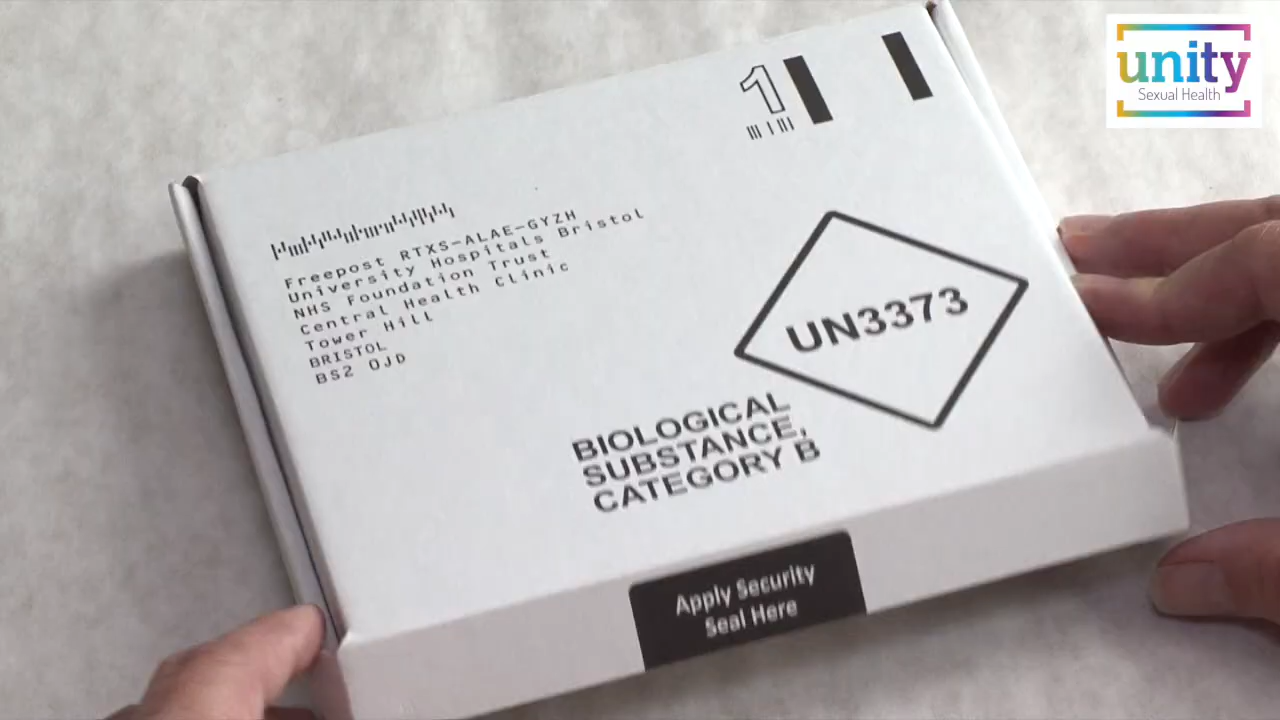 unity
Sexual Health
1
Freepost RTXS-ALAE-GYZH
University Hospitals Bristol
NHS Foundation Trust
Central Health Clinic
Tower Hill
BRISTOL
BS2 0JD
UN3373
BIOLOGICAL
SUBSTANCE,
CATEGORY B
Apply Security
Seal Here